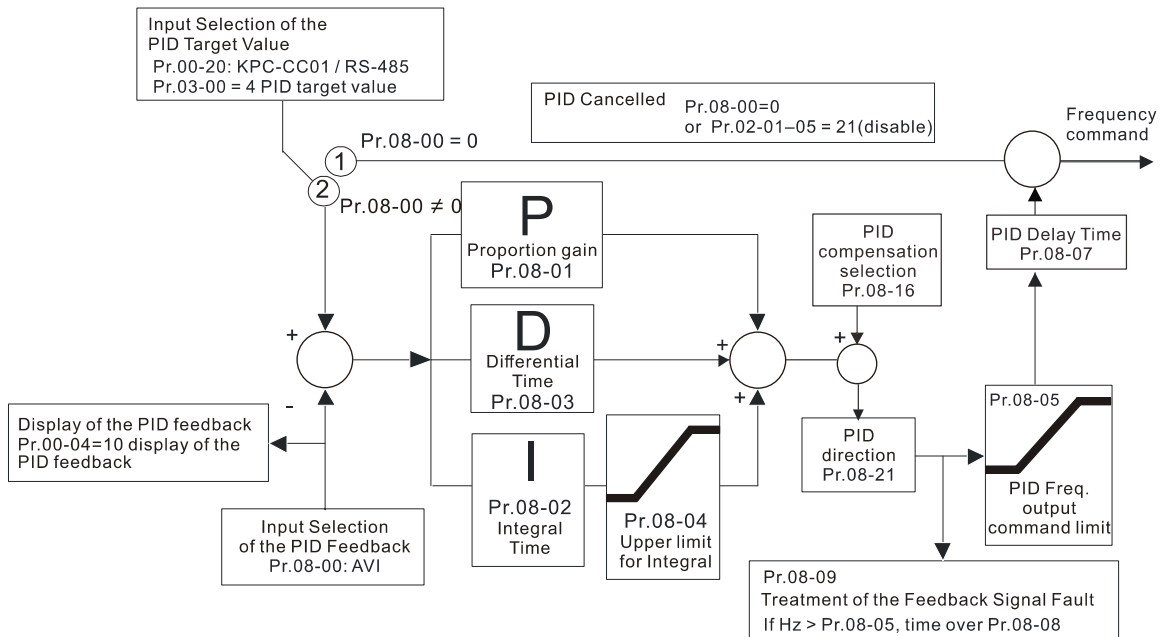 Input Selection of the
PID Target Value
Pr.00-20: KPC-CC01 / RS-485
Pr.03-00 = 4 PID target value
PID Cancelled
Pr.08-00=0
or Pr.02-01–05 = 21(disable)
Frequency
command
1
Pr.08-00 = 0
2
Pr.08-00 ≠ 0
P
Proportion gain
Pr.08-01
PID
compensation
selection
Pr.08-16
PID Delay Time
Pr.08-07
+
-
D
Differential
Time
Pr.08-03
+
+
+
Display of the PID feedback
Pr.00-04=10 display of the
PID feedback
I
Pr.08-02
Integral
Time
Pr.08-04
Upper limit
for Integral
PID
direction
Pr.08-21
Pr.08-05
PID Freq.
output
command limit
Input Selection
of the PID Feedback
Pr.08-00: AVI
Pr.08-09
Treatment of the Feedback Signal Fault
If Hz > Pr.08-05, time over Pr.08-08